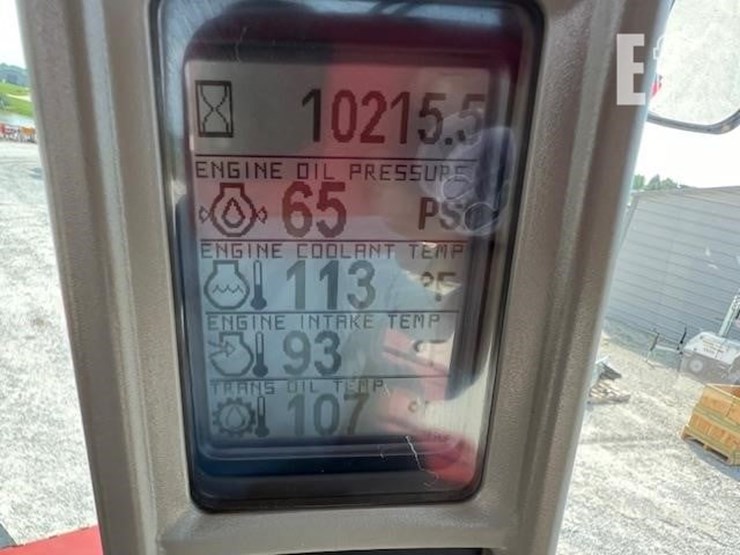 E
10215.5
ENGINE OIL PRESSURE
65 PSI
ENGINE COOLANT TEMP
113 °F
ENGINE INTAKE TEMP
93 °F
TRANS OIL TEMP
107 °F